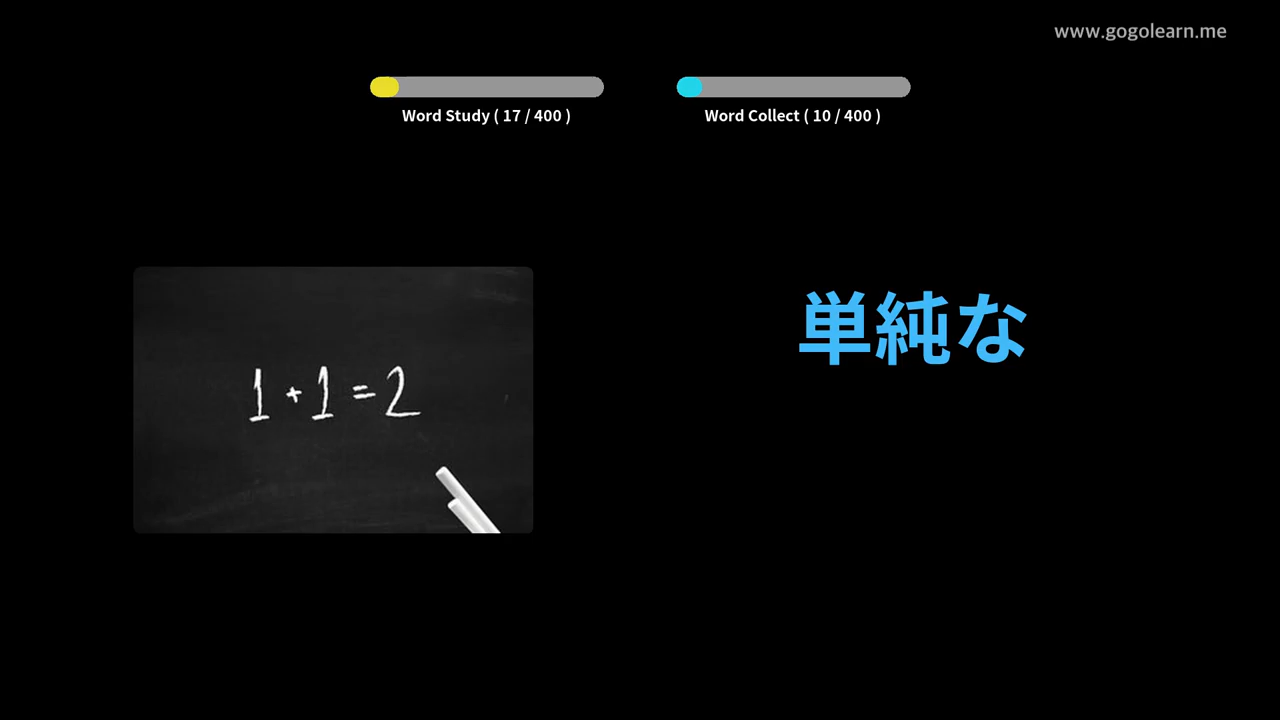 www.gogolearn.me
Word Study ( 17 / 400 )
Word Collect ( 10 / 400 )
単純な
1 + 1 = 2